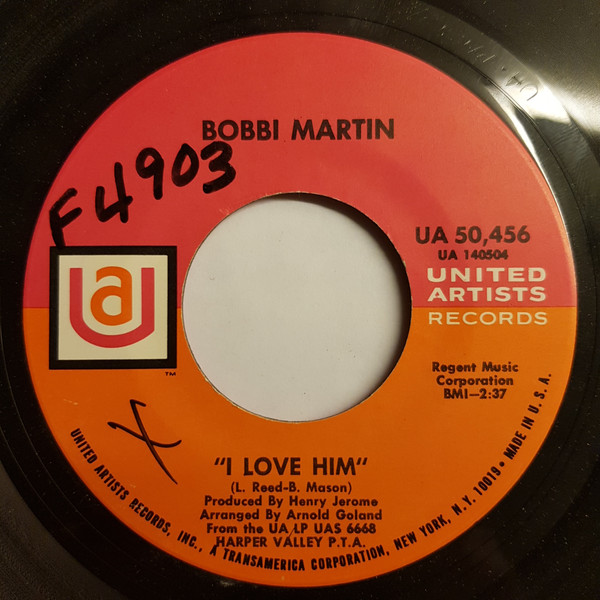 BOBBI MARTIN
F4903
UA 50,456
UA 140504
UNITED
ARTISTS
RECORDS
ua
TM
Regent Music
Corporation
BMI-2:37
X
"I LOVE HIM"
(L. Reed-B. Mason)
Produced By Henry Jerome
Arranged By Arnold Goland
From the UA LP UAS 6668
HARPER VALLEY P.T.A.
UNITED ARTISTS RECORDS, INC., A TRANSAMERICA CORPORATION, NEW YORK, N.Y. 10019 • MADE IN U.S.A.